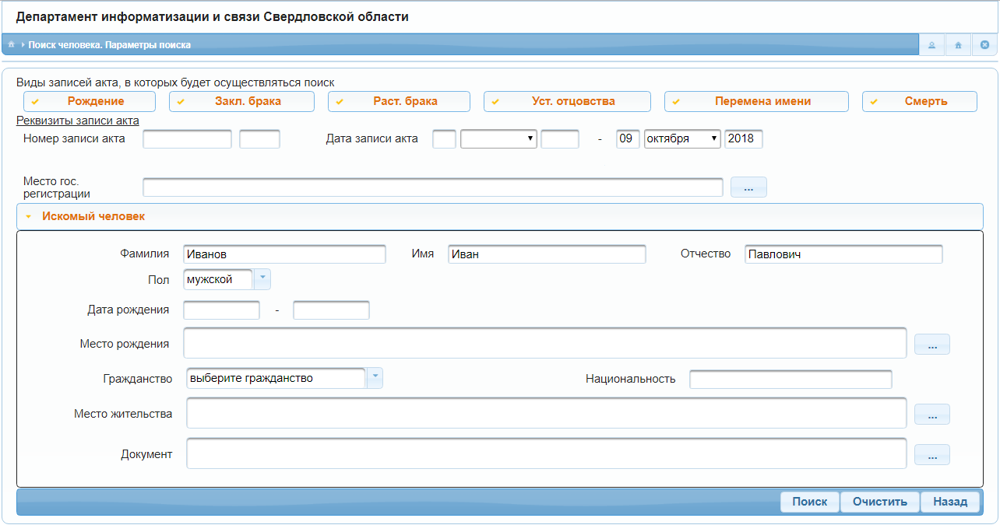 Департамент информатизации и связи Свердловской области
Поиск человека. Параметры поиска
Виды записей акта, в которых будет осуществляться поиск
Рождение Закл. брака Раст. брака Уст. отцовства Перемена имени Смерть
Реквизиты записи акта
Номер записи акта Дата записи акта - 09 октября 2018
Место гос.
регистрации ...
Искомый человек
Фамилия Иванов Имя Иван Отчество Павлович
Пол мужской
Дата рождения -
Место рождения ...
Гражданство выберите гражданство Национальность
Место жительства ...
Документ ...
Поиск Очистить Назад